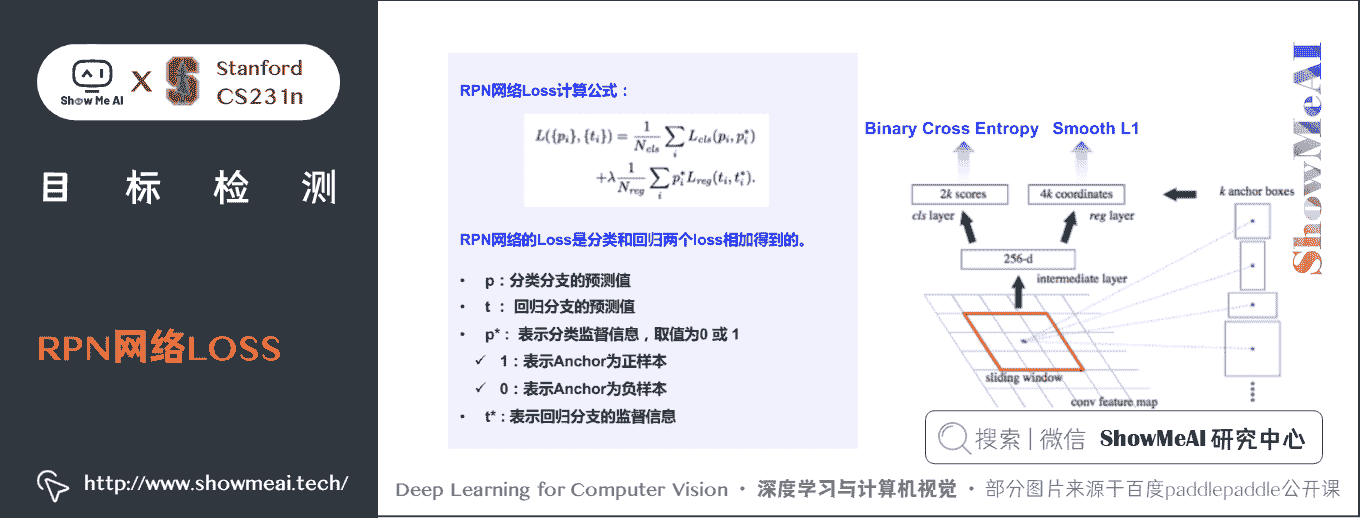 Show Me AI
X
Stanford
CS231n
目标检测
RPN网络LOSS
http://www.showmeai.tech/
RPN网络Loss计算公式：
L({p_i}, {t_i}) = \frac{1}{N_{cls}} \sum_i L_{cls}(p_i, p_i^*)
+λ\frac{1}{N_{reg}} \sum_i p_i^* L_{reg}(t_i, t_i^*).
RPN网络的Loss是分类和回归两个loss相加得到的。
• p：分类分支的预测值
• t ： 回归分支的预测值
• p*： 表示分类监督信息，取值为0 或 1
✓ 1：表示Anchor为正样本
✓ 0：表示Anchor为负样本
• t*：表示回归分支的监督信息
Binary Cross Entropy Smooth L1
2k scores
4k coordinates
k anchor boxes
cls layer
reg layer
256-d
intermediate layer
sliding window
conv feature map
ShowMeAI
搜索 | 微信 ShowMeAI 研究中心
Deep Learning for Computer Vision • 深度学习与计算机视觉 • 部分图片来源于百度paddlepaddle公开课